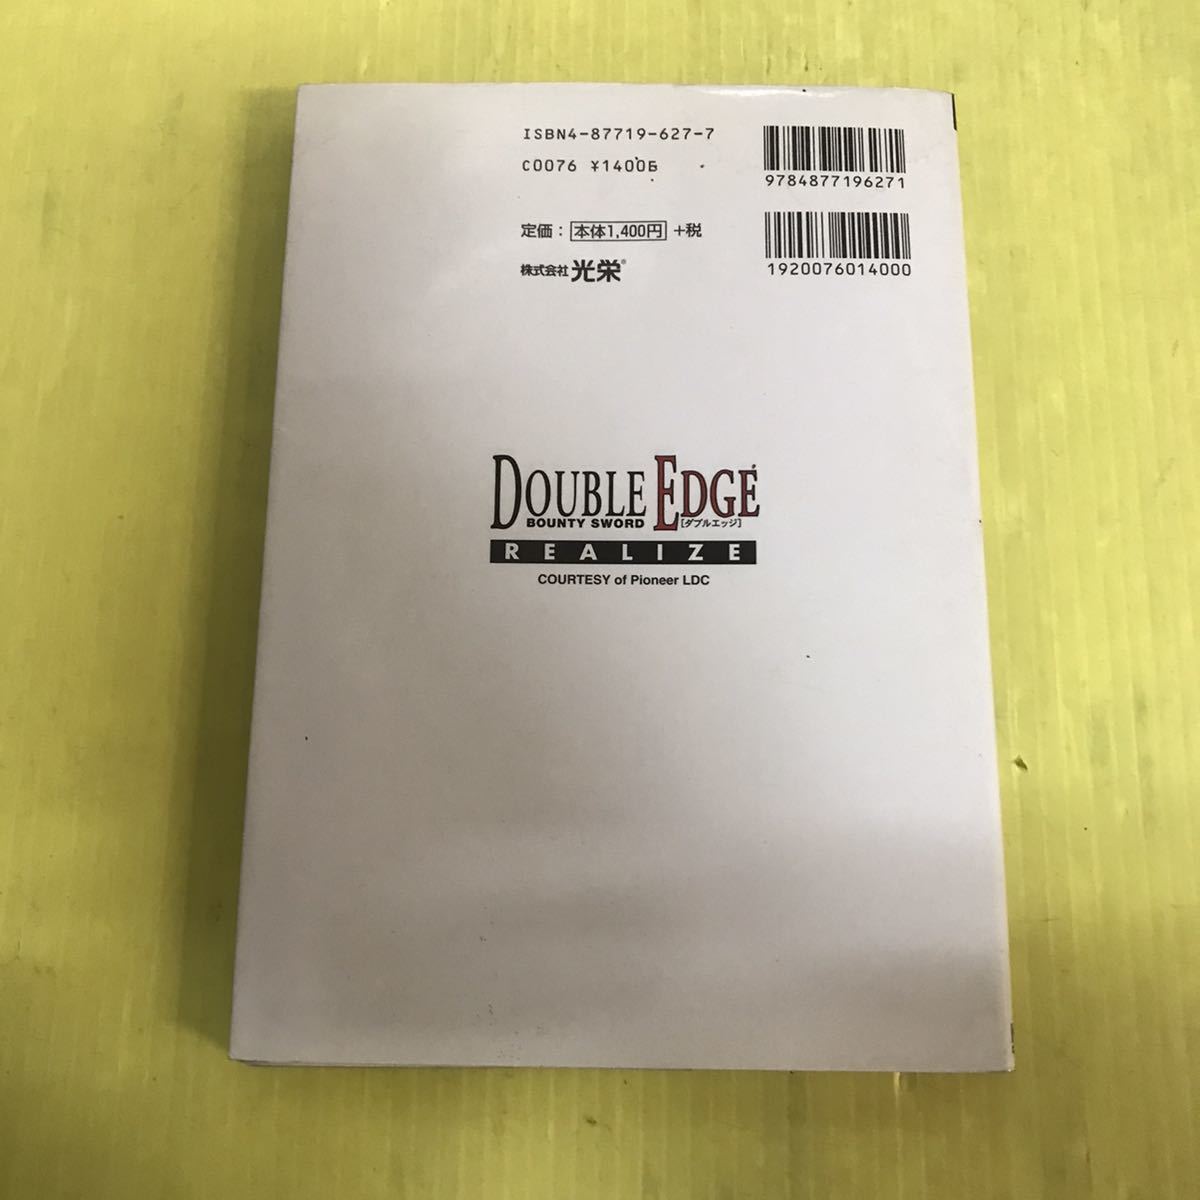 ISBN4-87719-627-7
C0076 ¥1400E
9784877196271
定価： 本体1,400円 +税
1920076014000
株式会社 光栄®
DOUBLE EDGE
BOUNTY SWORD [ダブルエッジ]
REALIZE
COURTESY of Pioneer LDC